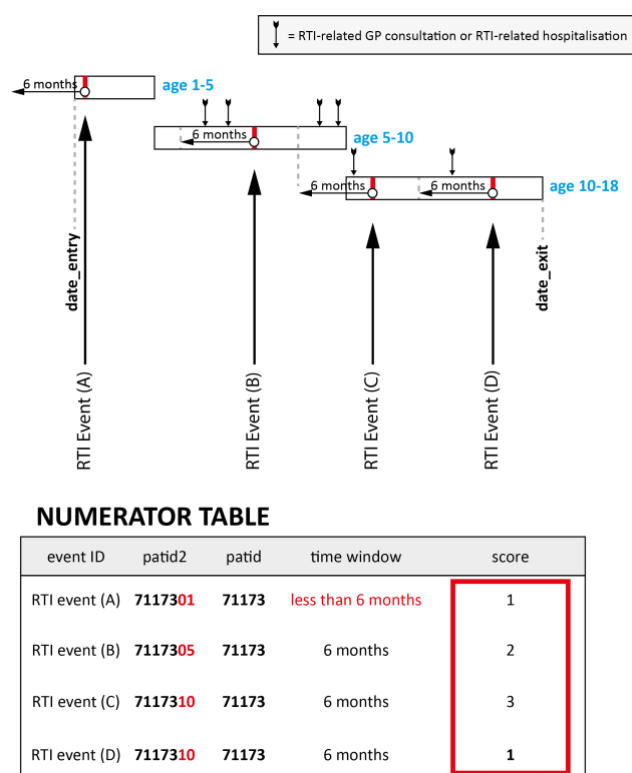 = RTI-related GP consultation or RTI-related hospitalisation
6 months
age 1-5
6 months
age 5-10
6 months
6 months
age 10-18
date_entry
date_exit
RTI Event (A)
RTI Event (B)
RTI Event (C)
RTI Event (D)
NUMERATOR TABLE
event ID patid2 patid time window score
RTI event (A) 7117301 71173 less than 6 months 1
RTI event (B) 7117305 71173 6 months 2
RTI event (C) 7117310 71173 6 months 3
RTI event (D) 7117310 71173 6 months 1